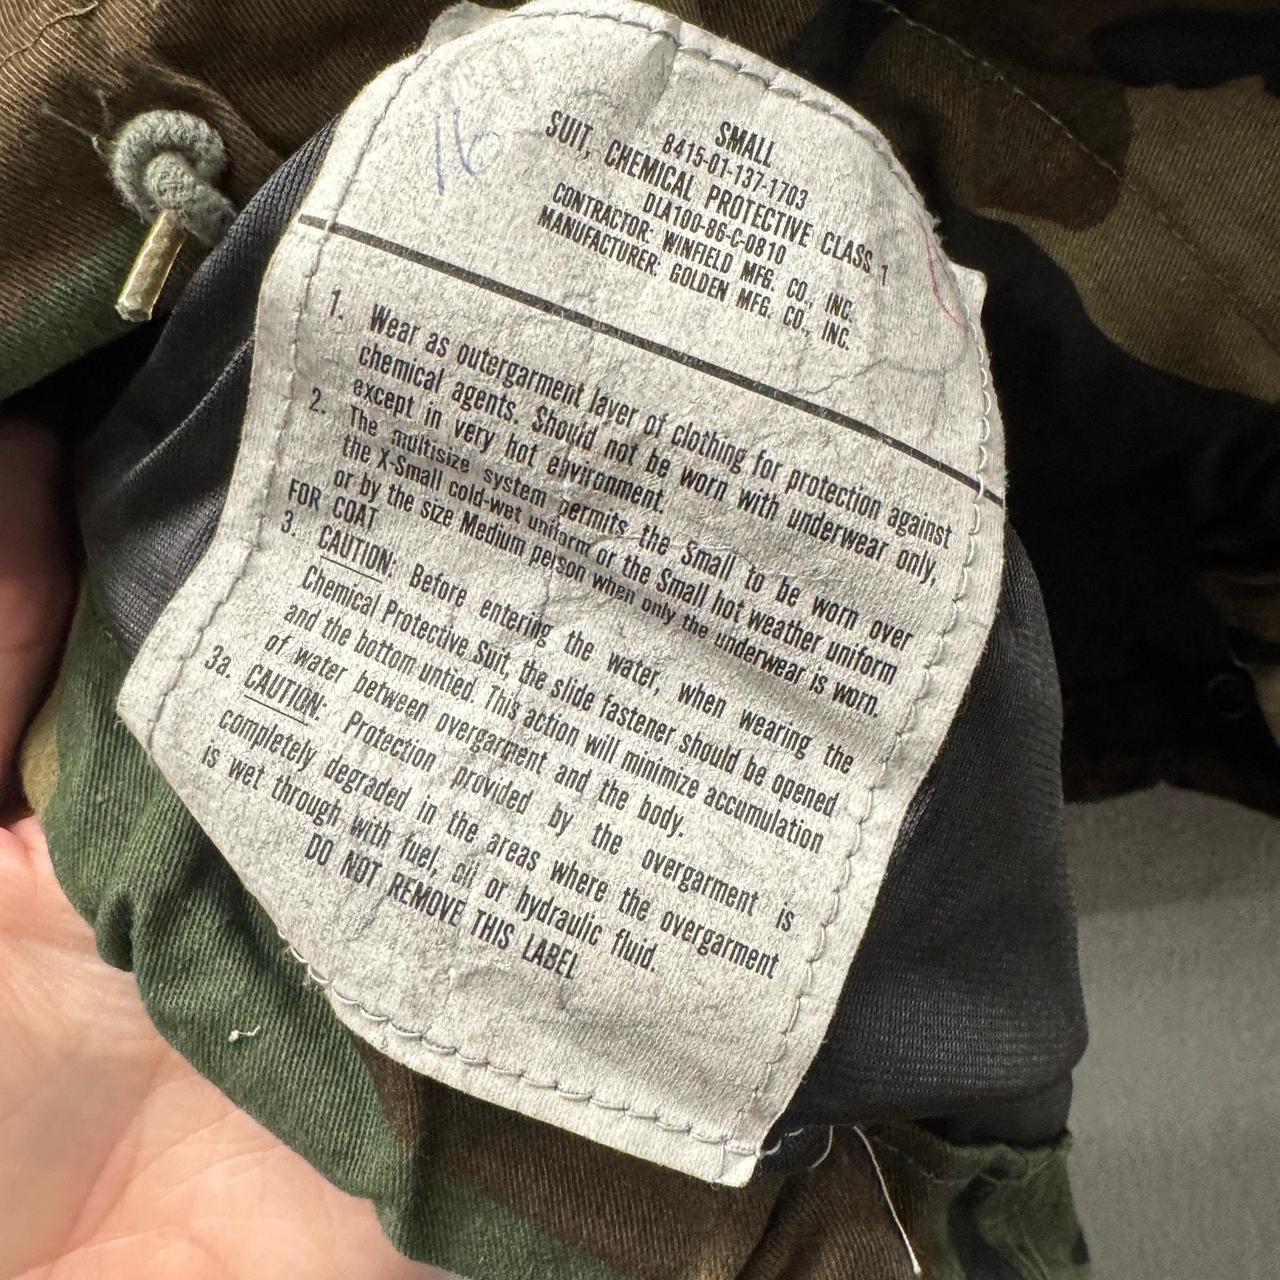 16
SMALL
8415-01-137-1703
SUIT, CHEMICAL PROTECTIVE CLASS 1
DLA100-86-C-0810
CONTRACTOR: WINFIELD MFG. CO., INC.
MANUFACTURER: GOLDEN MFG. CO., INC.
1. Wear as outergarment layer of clothing for protection against
chemical agents. Should not be worn with underwear only,
except in very hot environment.
2. The multisize system permits the Small to be worn over
the X-Small cold-wet uniform or the Small hot weather uniform
or by the size Medium person when only the underwear is worn.
FOR COAT
3. CAUTION: Before entering the water, when wearing the
Chemical Protective Suit, the slide fastener should be opened
and the bottom untied. This action will minimize accumulation
of water between overgarment and the body.
3a. CAUTION: Protection provided by the overgarment is
completely degraded in the areas where the overgarment
is wet through with fuel, oil or hydraulic fluid.
DO NOT REMOVE THIS LABEL